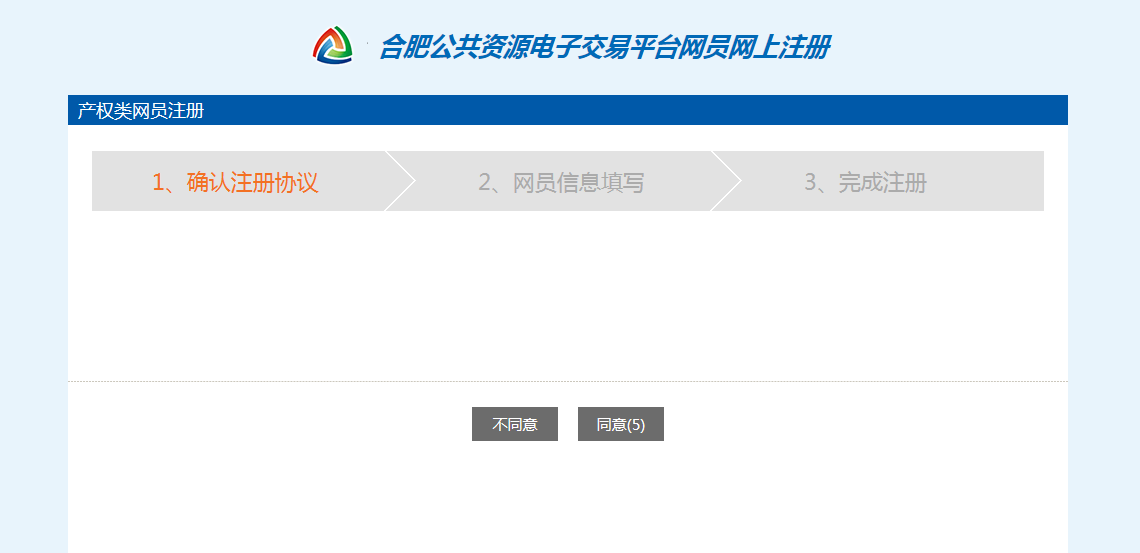 合肥公共资源电子交易平台网员网上注册
产权类网员注册
1、确认注册协议 2、网员信息填写 3、完成注册
不同意 同意(5)